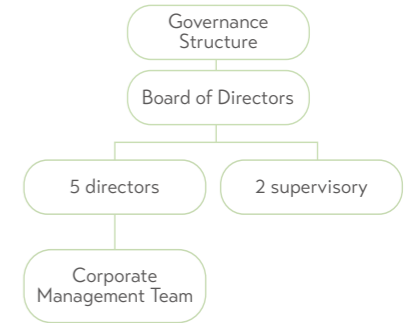 Governance
Structure
Board of Directors
5 directors
2 supervisory
Corporate
Management Team